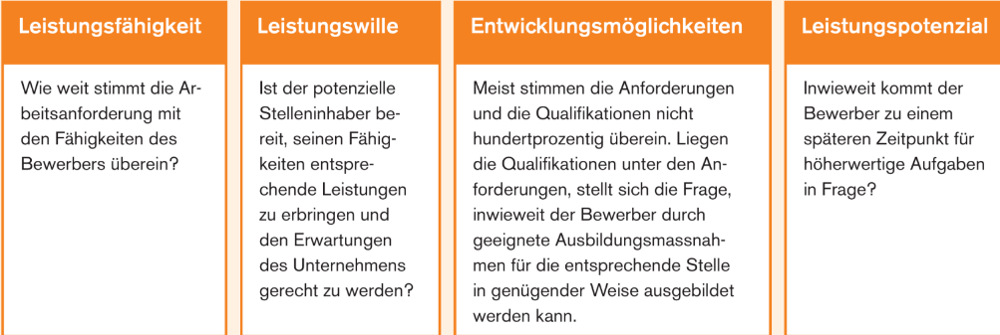 Leistungsfähigkeit
Wie weit stimmt die Ar-
beitsanforderung mit
den Fähigkeiten des
Bewerbers überein?
Leistungswille
Ist der potenzielle
Stelleninhaber be-
reit, seinen Fähig-
keiten entspre-
chende Leistungen
zu erbringen und
den Erwartungen
des Unternehmens
gerecht zu werden?
Entwicklungsmöglichkeiten
Meist stimmen die Anforderungen
und die Qualifikationen nicht
hundertprozentig überein. Liegen
die Qualifikationen unter den An-
forderungen, stellt sich die Frage,
inwieweit der Bewerber durch
geeignete Ausbildungsmassnah-
men für die entsprechende Stelle
in genügender Weise ausgebildet
werden kann.
Leistungspotenzial
Inwieweit kommt der
Bewerber zu einem
späteren Zeitpunkt für
höherwertige Aufgaben
in Frage?